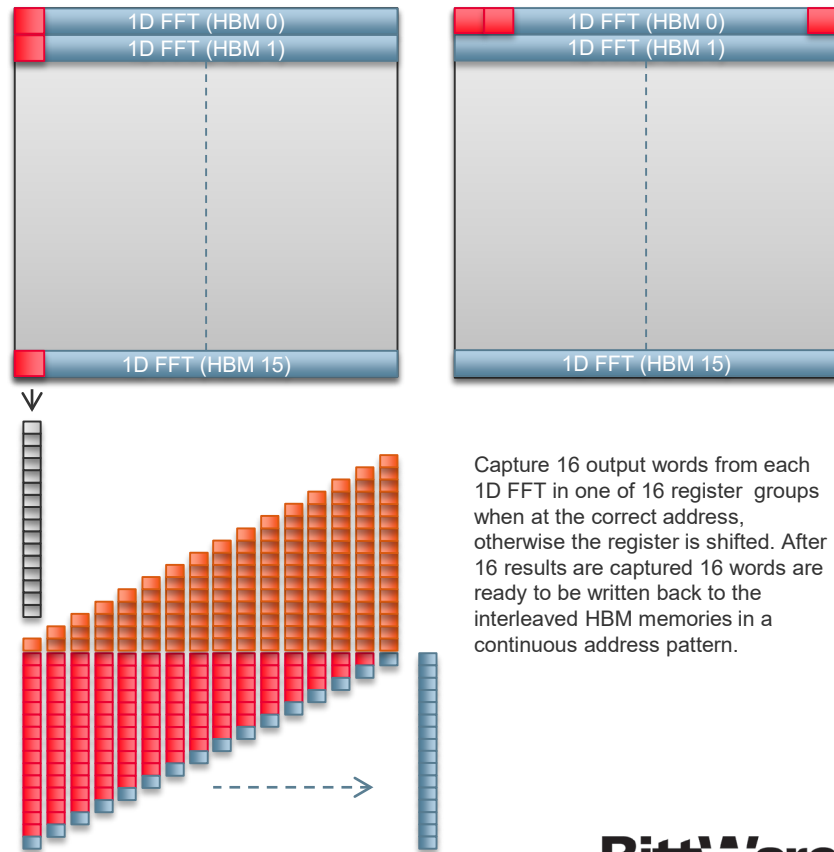 1D FFT (HBM 0)
1D FFT (HBM 1)
1D FFT (HBM 15)
1D FFT (HBM 0)
1D FFT (HBM 1)
1D FFT (HBM 15)
Capture 16 output words from each
1D FFT in one of 16 register groups
when at the correct address,
otherwise the register is shifted. After
16 results are captured 16 words are
ready to be written back to the
interleaved HBM memories in a
continuous address pattern.